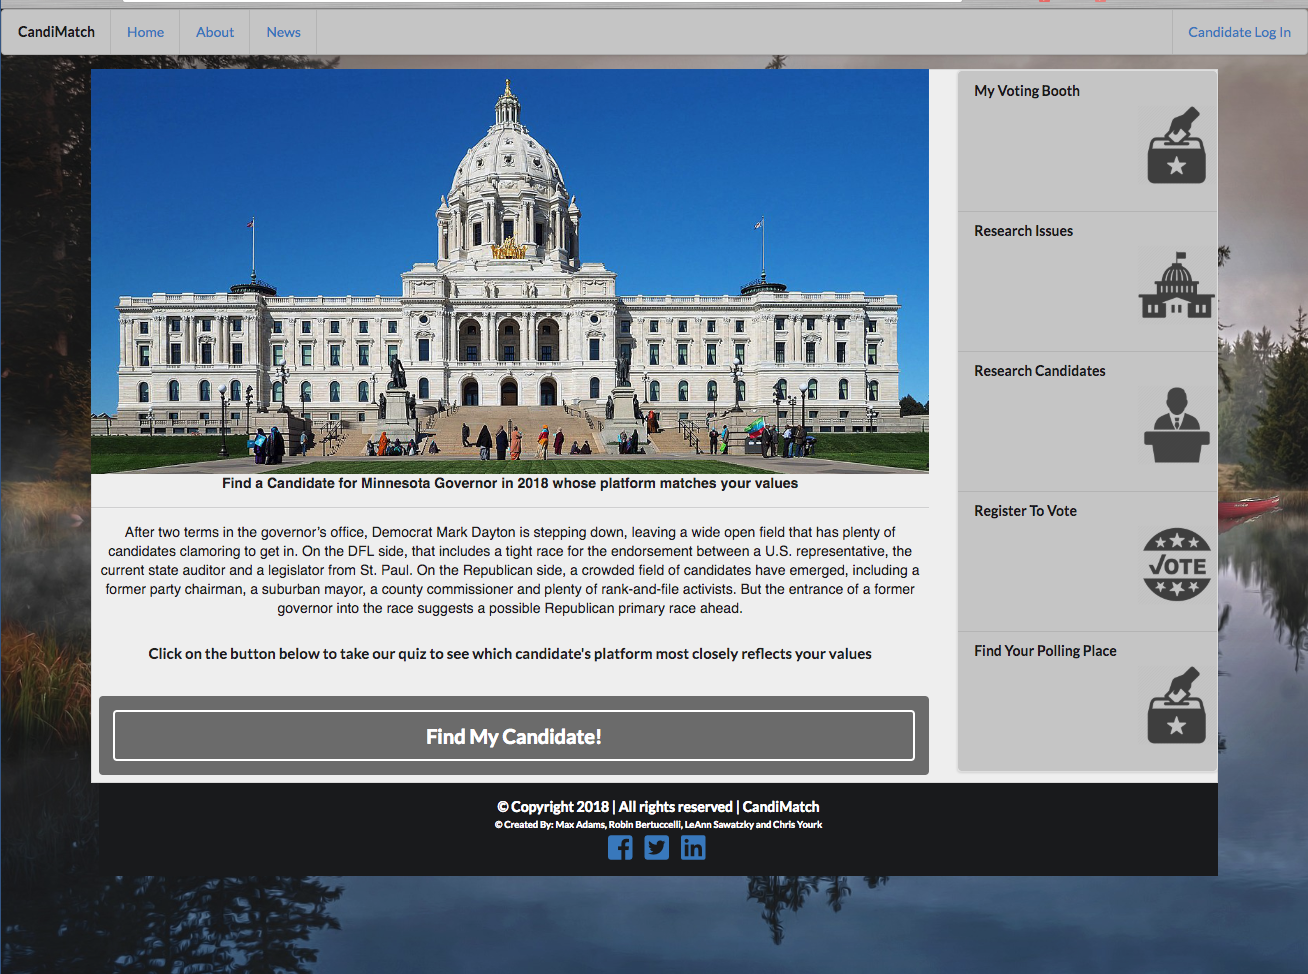 CandiMatch Home About News Candidate Log In
Find a Candidate for Minnesota Governor in 2018 whose platform matches your values
After two terms in the governor’s office, Democrat Mark Dayton is stepping down, leaving a wide open field that has plenty of
candidates clamoring to get in. On the DFL side, that includes a tight race for the endorsement between a U.S. representative, the
current state auditor and a legislator from St. Paul. On the Republican side, a crowded field of candidates have emerged, including a
former party chairman, a suburban mayor, a county commissioner and plenty of rank-and-file activists. But the entrance of a former
governor into the race suggests a possible Republican primary race ahead.
Click on the button below to take our quiz to see which candidate's platform most closely reflects your values
Find My Candidate!
My Voting Booth
Research Issues
Research Candidates
Register To Vote
VOTE
Find Your Polling Place
© Copyright 2018 | All rights reserved | CandiMatch
© Created By: Max Adams, Robin Bertuccelli, LeAnn Sawatzky and Chris Yourk